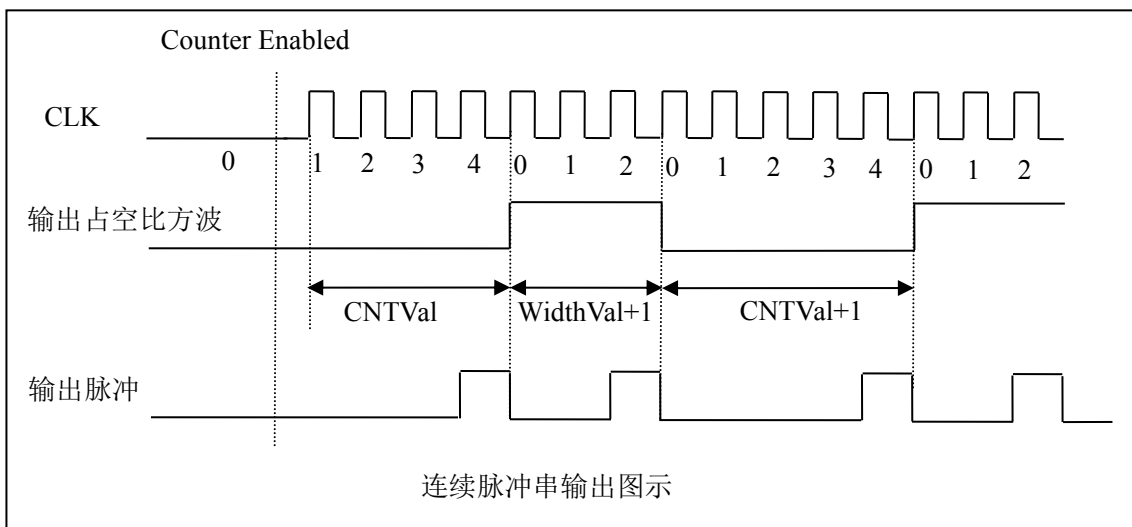 Counter Enabled
CLK
0 1 2 3 4 0 1 2 0 1 2 3 4 0 1 2
输出占空比方波
CNTVal WidthVal+1 CNTVal+1
输出脉冲
连续脉冲串输出图示